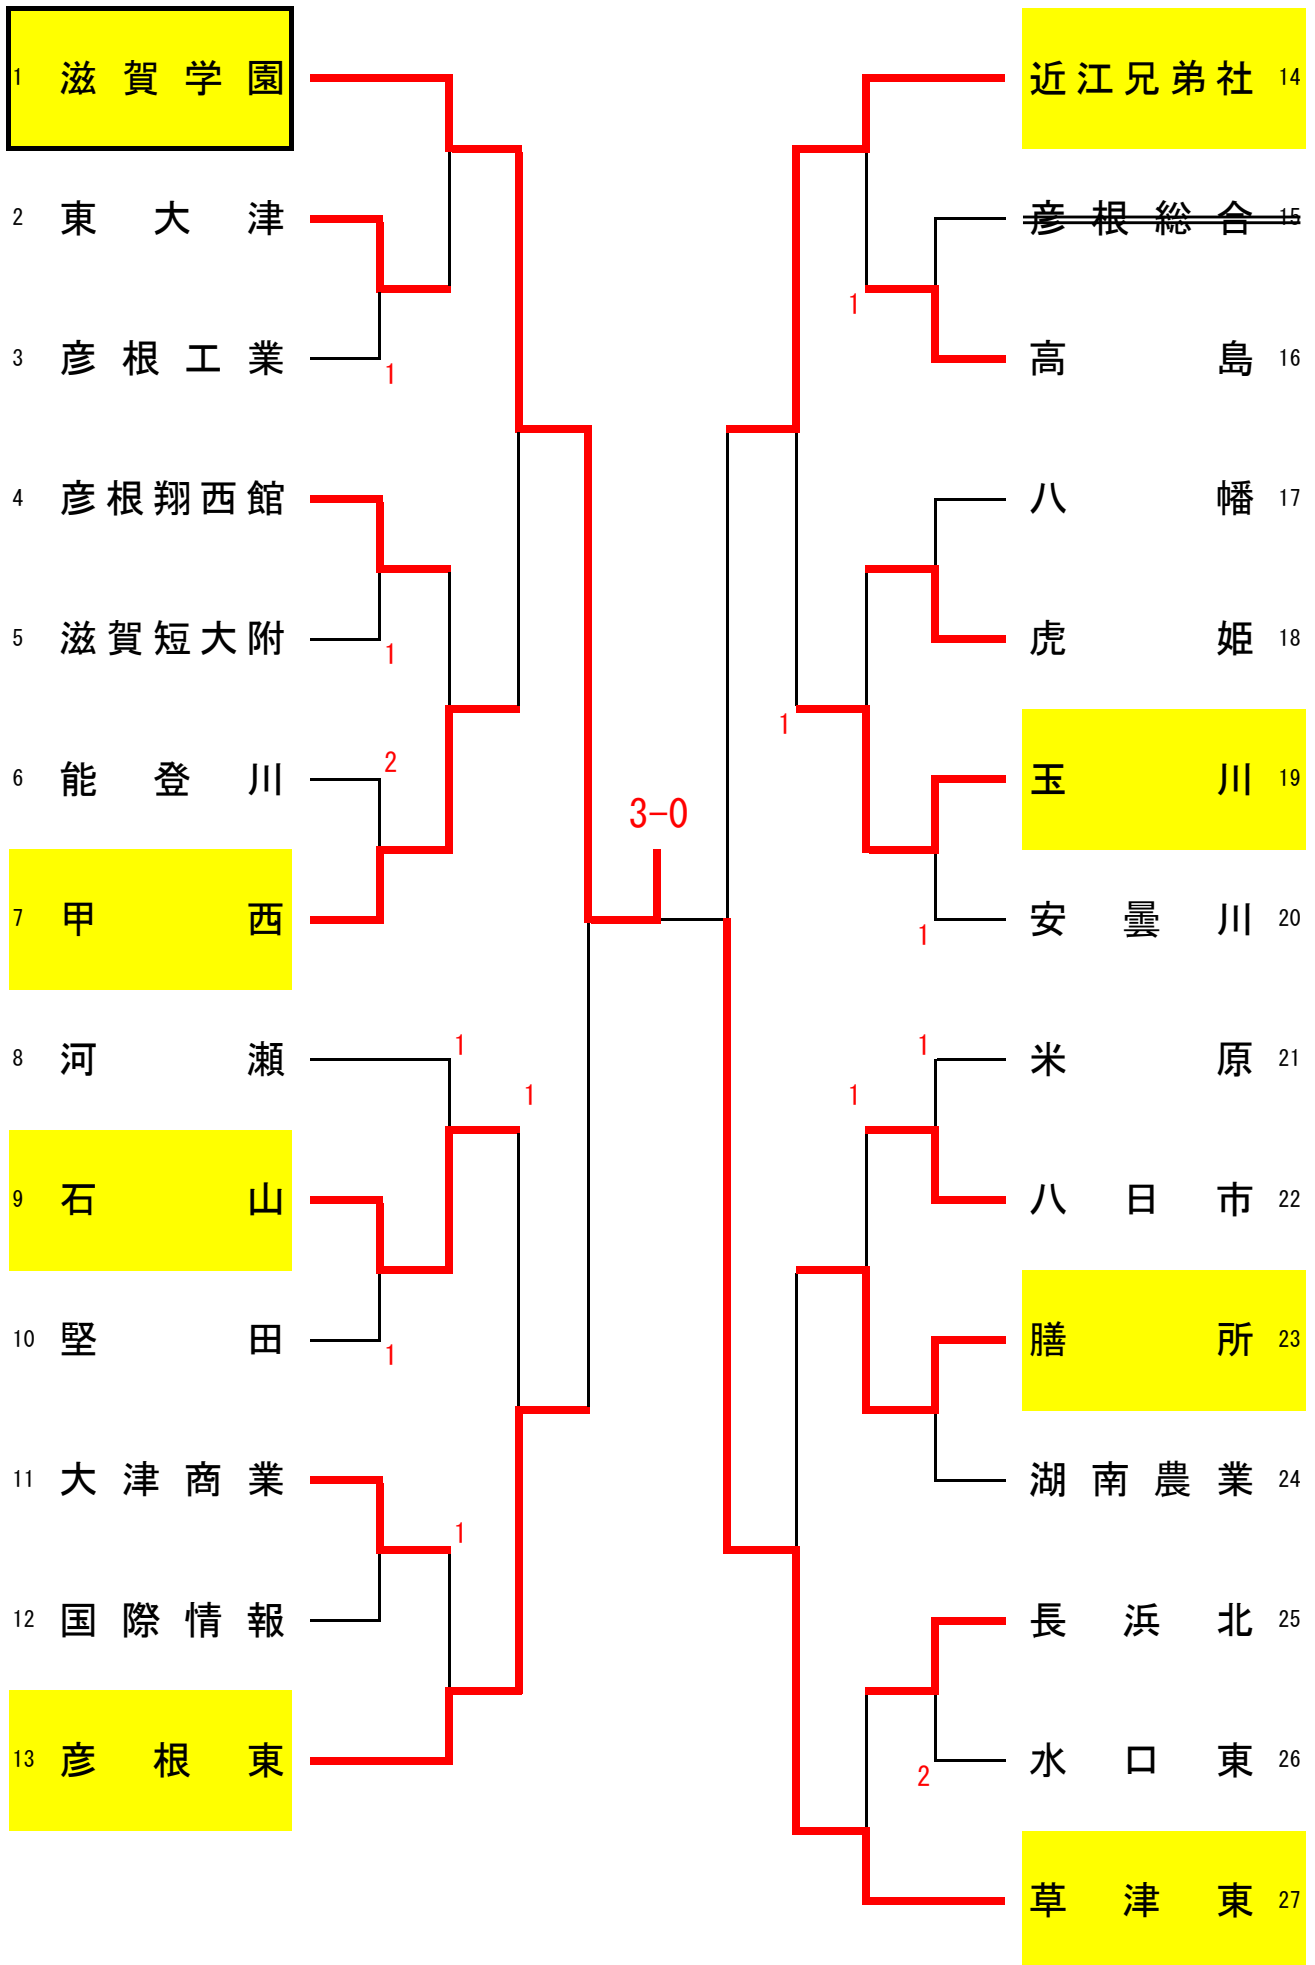 1 滋賀学園
2 東大津
3 彦根工業
1
4 彦根翔西館
5 滋賀短大附
1
6 能登川
2
7 甲西
8 河瀬
1
1
9 石山
10 堅田
1
11 大津商業
1
12 国際情報
13 彦根東
3-0
近江兄弟社 14
彦根総合 15
1
高島 16
八幡 17
虎姫 18
1
玉川 19
安曇川 20
1
1
米原 21
1
八日市 22
膳所 23
湖南農業 24
長浜北 25
水口東 26
2
草津東 27